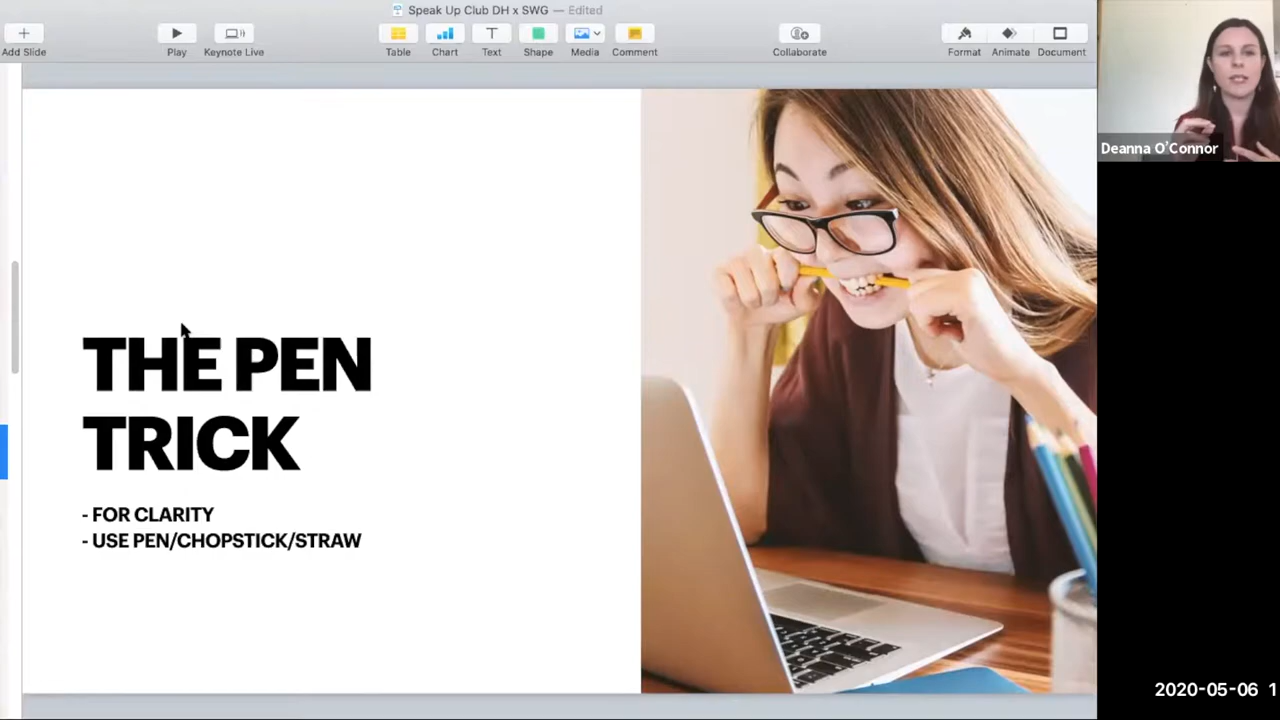 Speak Up Club DH x SWG — Edited
Add Slide
Play
Keynote Live
Table
Chart
Text
Shape
Media
Comment
Collaborate
Format
Animate
Document
Deanna O'Connor
THE PEN
TRICK
- FOR CLARITY
- USE PEN/CHOPSTICK/STRAW
2020-05-06 1